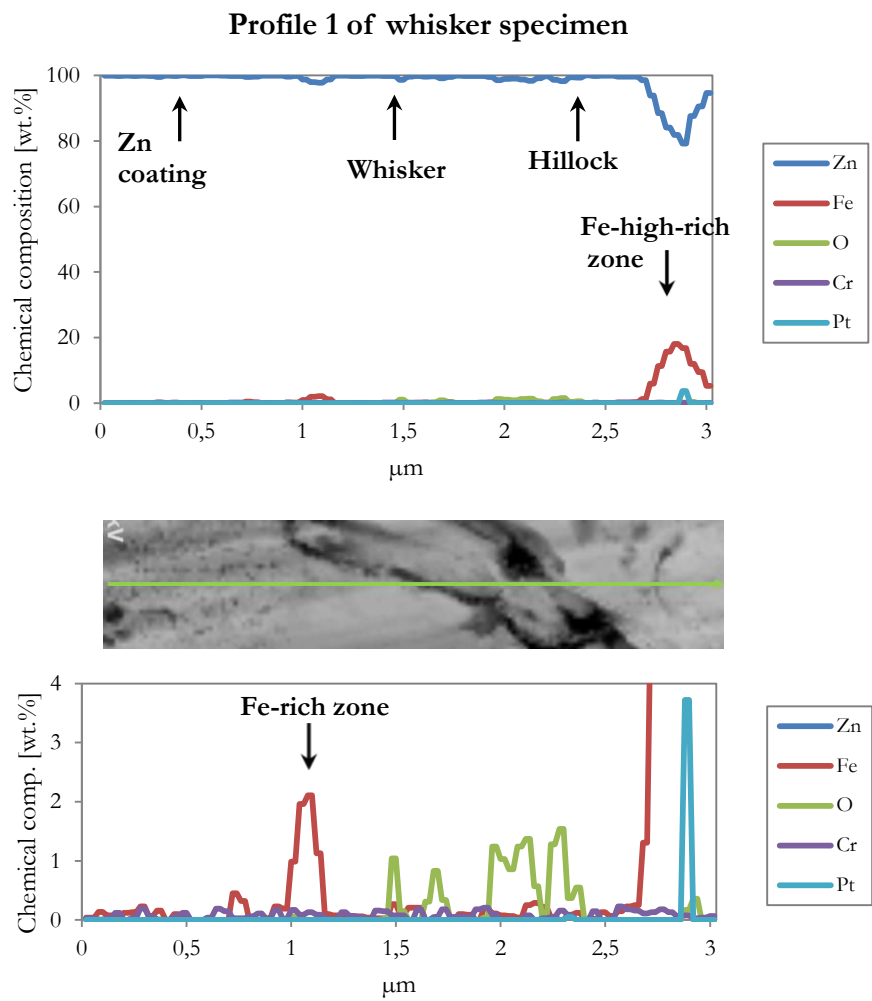 Profile 1 of whisker specimen
Chemical composition [wt.%]
100
80
60
40
20
0
Zn
coating
Whisker
Hillock
Fe-high-rich
zone
0 0,5 1 1,5 2 2,5 3
μm
Zn
Fe
O
Cr
Pt
kV
Chemical comp. [wt.%]
4
3
2
1
0
Fe-rich zone
0 0,5 1 1,5 2 2,5 3
μm
Zn
Fe
O
Cr
Pt